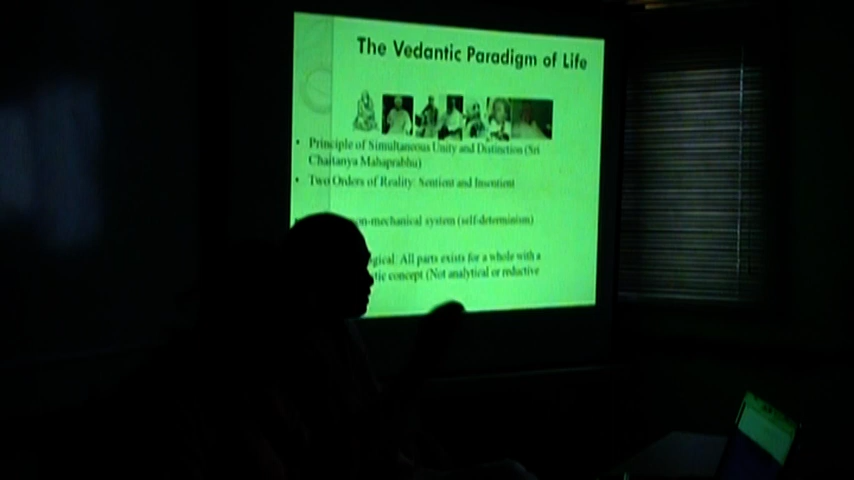 The Vedantic Paradigm of Life
• Principle of Simultaneous Unity and Distinction (Sri
Chaitanya Mahaprabhu)
• Two Orders of Reality: Sentient and Insentient
on-mechanical system (self-determinism)
gical: All parts exists for a whole with a
tic concept (Not analytical or reductive